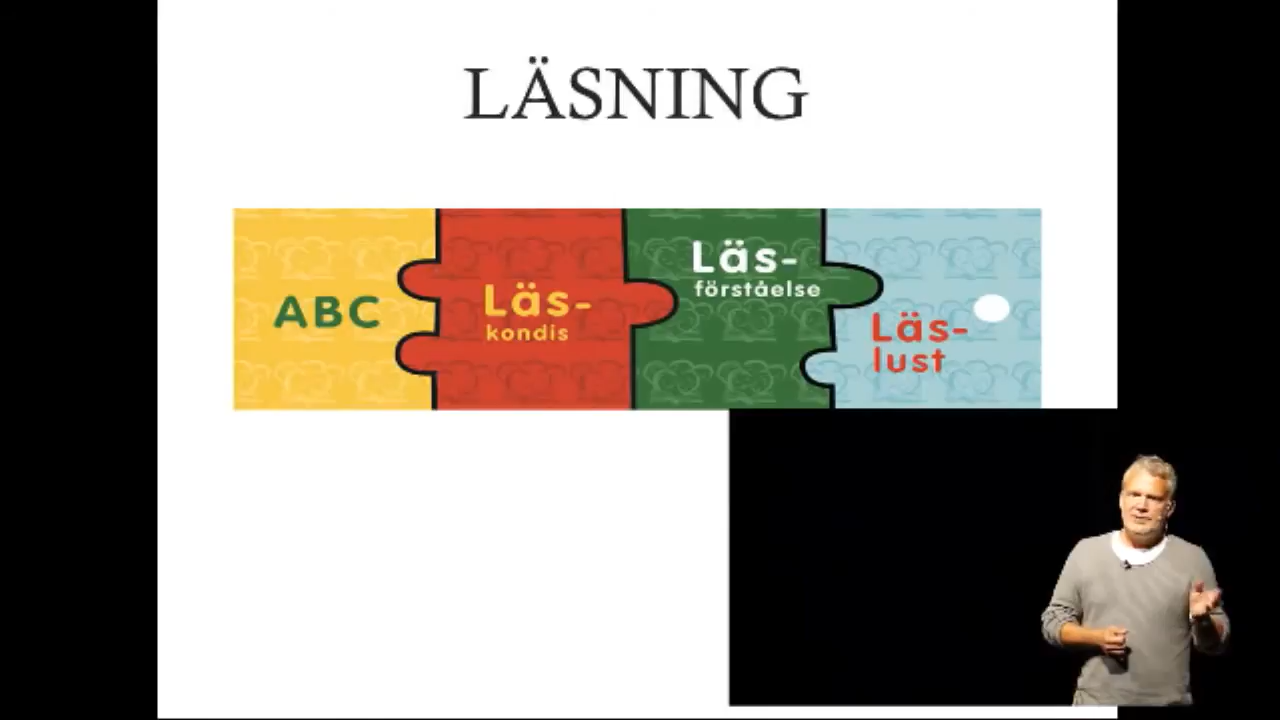 LÄSNING
ABC
Läs-
kondis
Läs-
förståelse
Läs-
lust